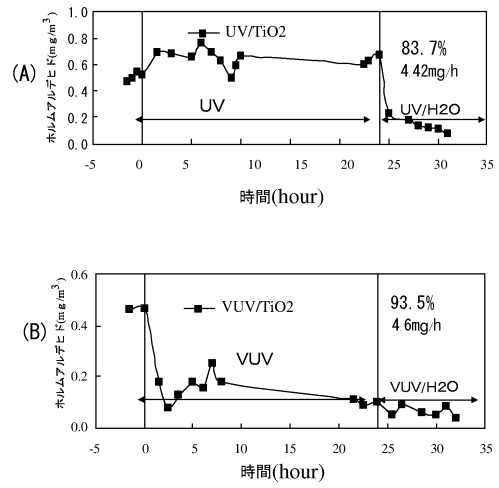 (A)
ホルムアルデヒド(mg/m³)
1.0
0.8
0.6
0.4
0.2
0.0
UV/TiO2
83.7%
4.42mg/h
UV
UV/H2O
-5 0 5 10 15 20 25 30 35
時間(hour)
(B)
ホルムアルデヒド(mg/m³)
0.6
0.4
0.2
0.0
VUV/TiO2
93.5%
4.6mg/h
VUV
VUV/H2O
-5 0 5 10 15 20 25 30 35
時間(hour)